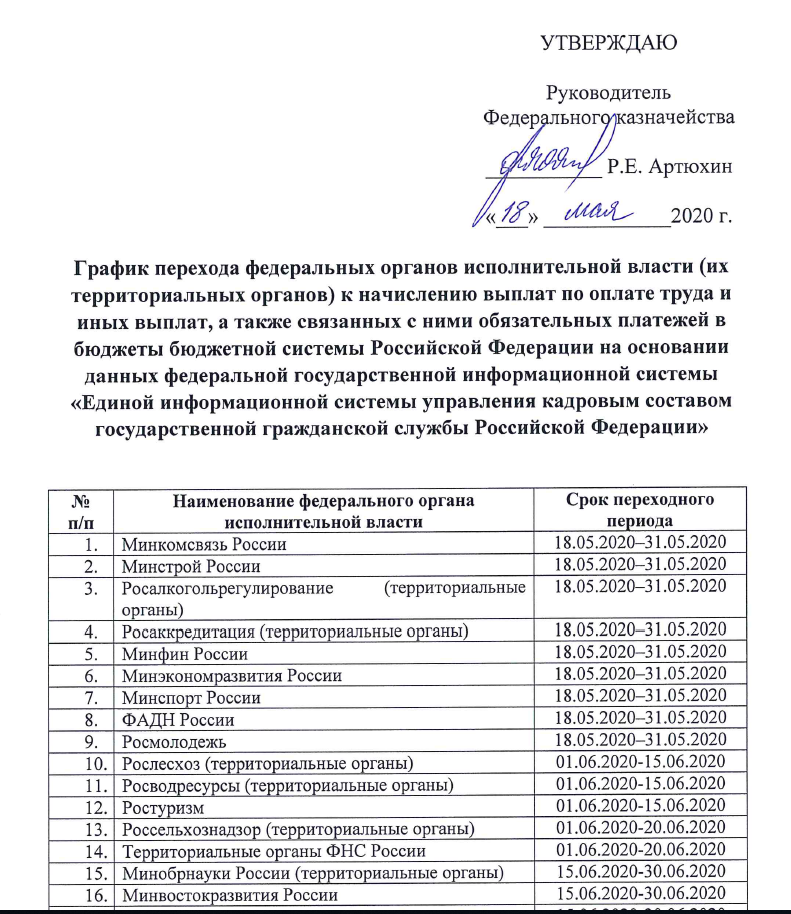 УТВЕРЖДАЮ
Руководитель
Федерального казначейства
Р.Е. Артюхин
«18» мая 2020 г.
График перехода федеральных органов исполнительной власти (их
территориальных органов) к начислению выплат по оплате труда и
иных выплат, а также связанных с ними обязательных платежей в
бюджеты бюджетной системы Российской Федерации на основании
данных федеральной государственной информационной системы
«Единой информационной системы управления кадровым составом
государственной гражданской службы Российской Федерации»
№ Наименование федерального органа Срок переходного
п/п исполнительной власти периода
1. Минкомсвязь России 18.05.2020–31.05.2020
2. Минстрой России 18.05.2020–31.05.2020
3. Росалкогольрегулирование (территориальные 18.05.2020–31.05.2020
органы)
4. Росаккредитация (территориальные органы) 18.05.2020–31.05.2020
5. Минфин России 18.05.2020–31.05.2020
6. Минэкономразвития России 18.05.2020–31.05.2020
7. Минспорт России 18.05.2020–31.05.2020
8. ФАДН России 18.05.2020–31.05.2020
9. Росмолодежь 18.05.2020–31.05.2020
10. Рослесхоз (территориальные органы) 01.06.2020-15.06.2020
11. Росводресурсы (территориальные органы) 01.06.2020-15.06.2020
12. Ростуризм 01.06.2020-15.06.2020
13. Россельхознадзор (территориальные органы) 01.06.2020-20.06.2020
14. Территориальные органы ФНС России 01.06.2020-20.06.2020
15. Минобрнауки России (территориальные органы) 15.06.2020-30.06.2020
16. Минвостокразвития России 15.06.2020-30.06.2020